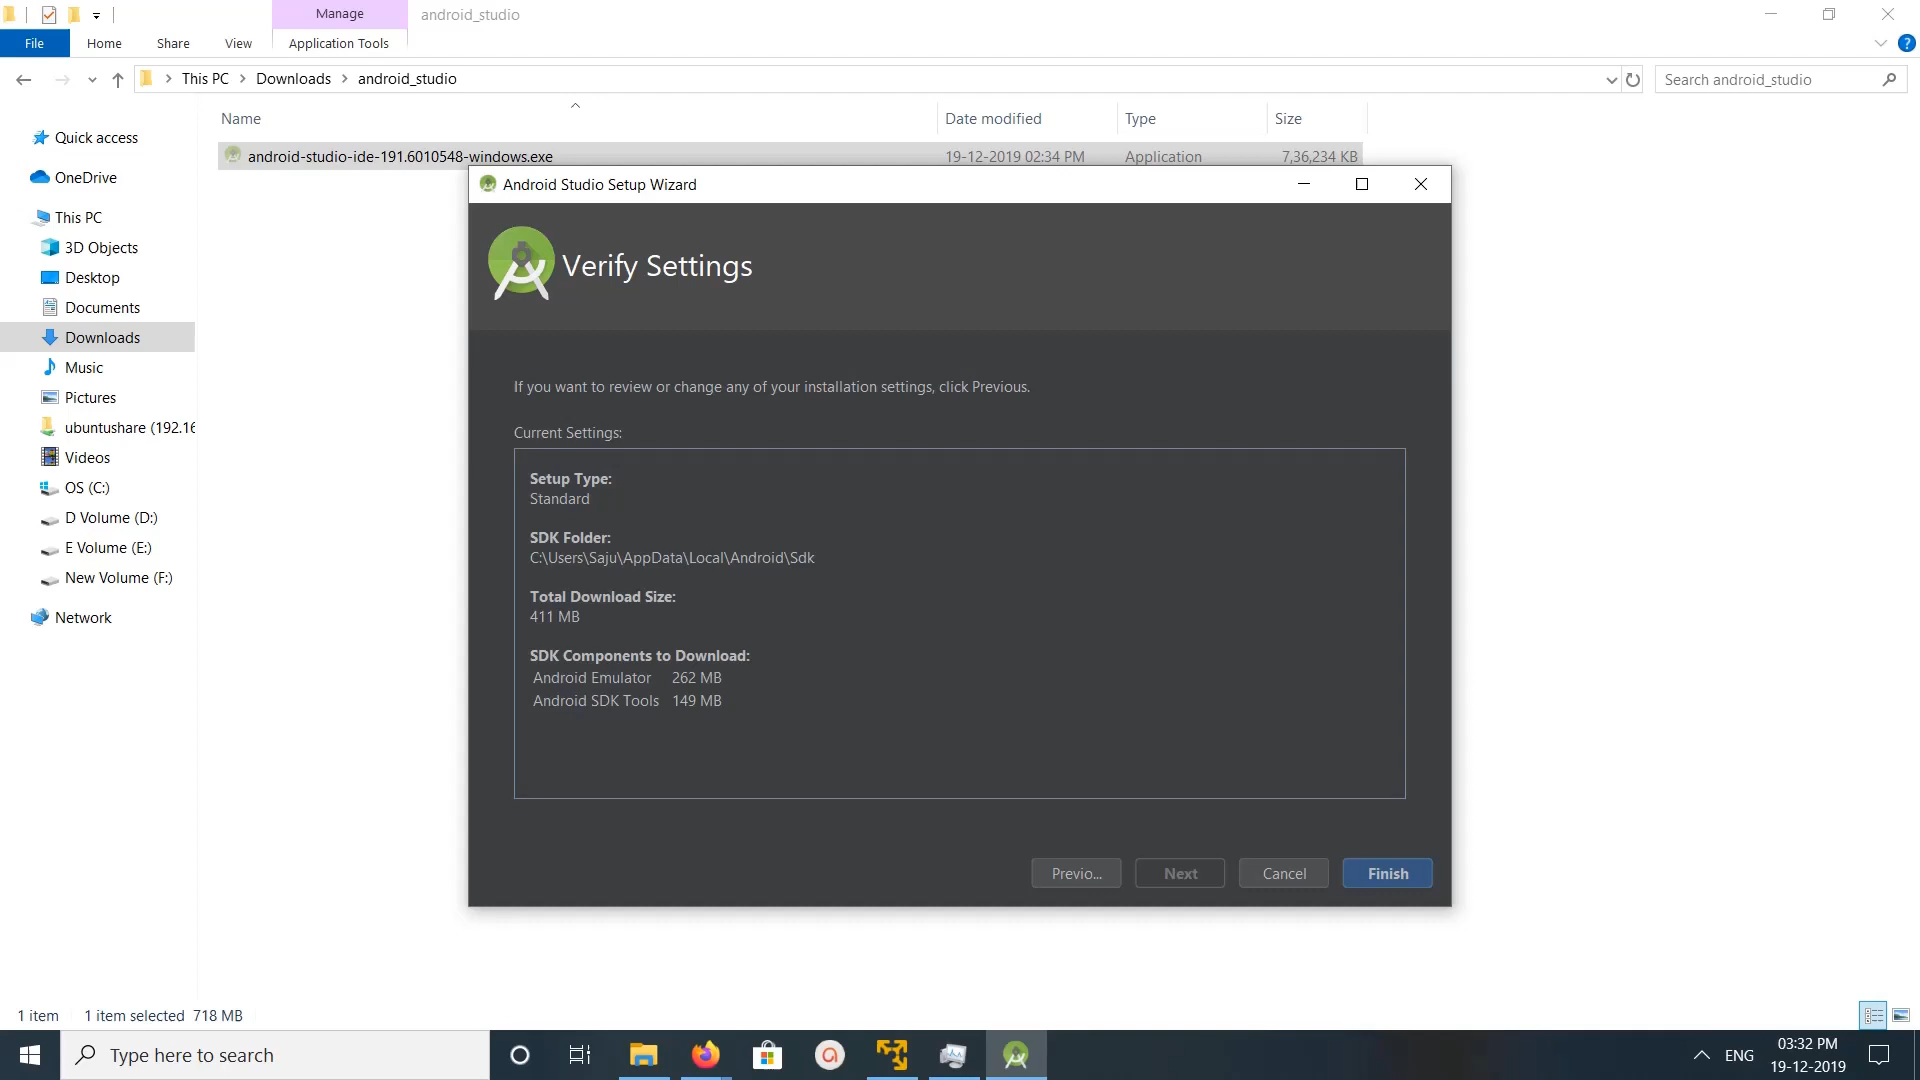 Manage
android_studio
File
Home
Share
View
Application Tools
This PC
Downloads
android_studio
Search android_studio
Name
Date modified
Type
Size
android-studio-ide-191.6010548-windows.exe
19-12-2019 02:34 PM
Application
7,36,234 KB
Quick access
OneDrive
This PC
3D Objects
Desktop
Documents
Downloads
Music
Pictures
ubuntushare (192.16
Videos
OS (C:)
D Volume (D:)
E Volume (E:)
New Volume (F:)
Network
Android Studio Setup Wizard
Verify Settings
If you want to review or change any of your installation settings, click Previous.
Current Settings:
Setup Type:
Standard
SDK Folder:
C:\Users\Saju\AppData\Local\Android\Sdk
Total Download Size:
411 MB
SDK Components to Download:
Android Emulator 262 MB
Android SDK Tools 149 MB
Previo...
Next
Cancel
Finish
1 item
1 item selected 718 MB
Type here to search
ENG
03:32 PM
19-12-2019